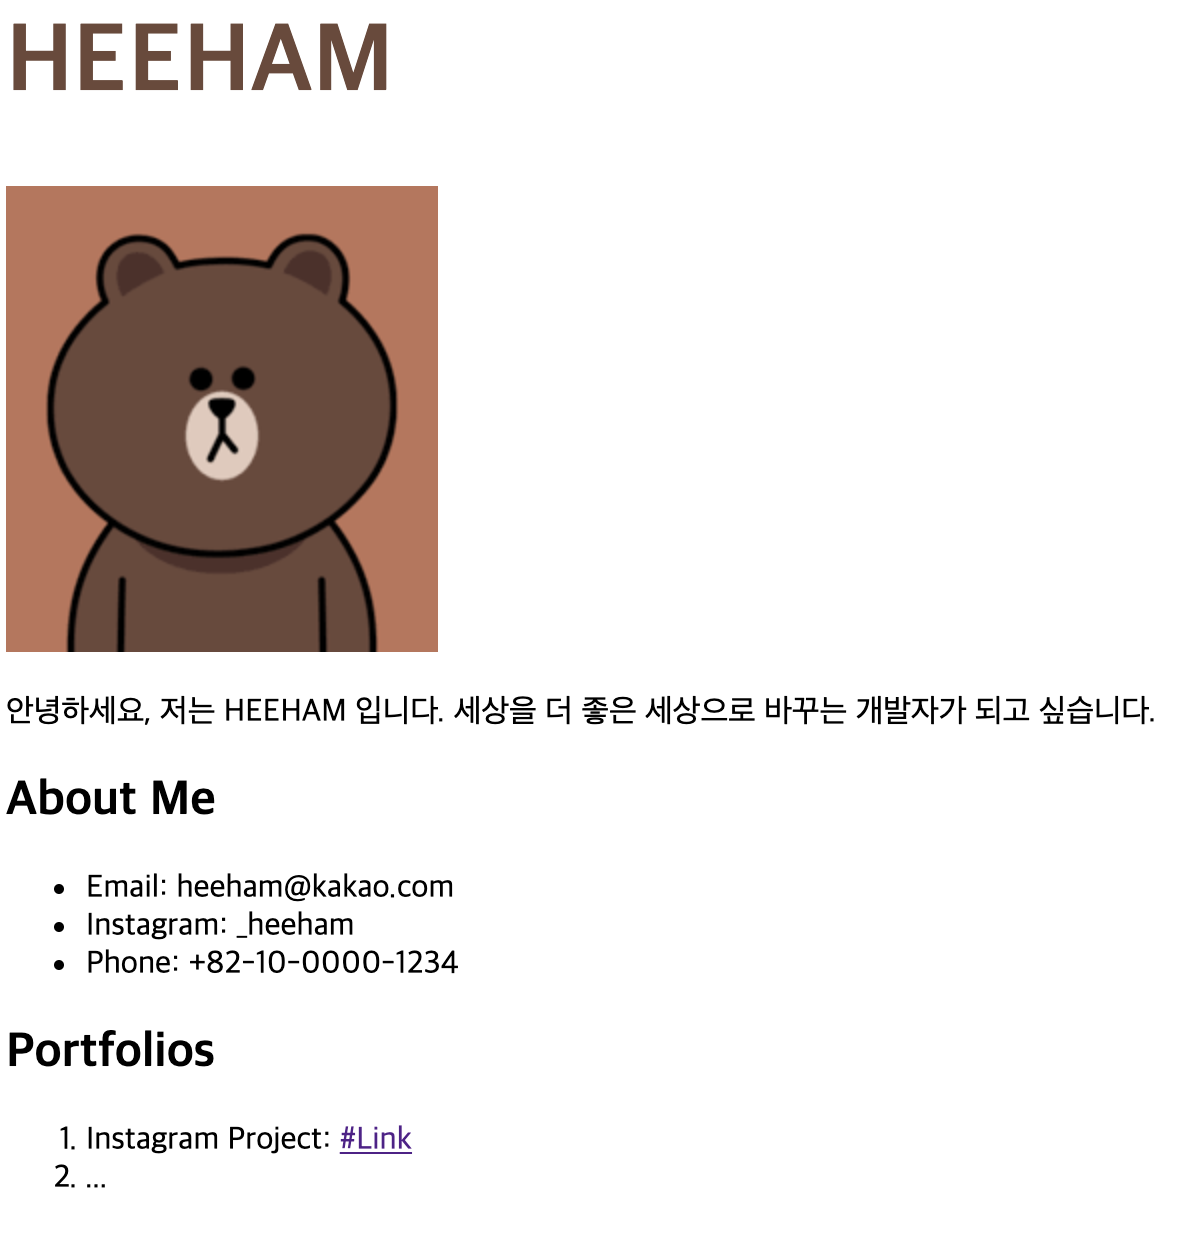 HEEHAM
안녕하세요, 저는 HEEHAM 입니다. 세상을 더 좋은 세상으로 바꾸는 개발자가 되고 싶습니다.
About Me
• Email: heeham@kakao.com
• Instagram: _heeham
• Phone: +82-10-0000-1234
Portfolios
1. Instagram Project: #Link
2. ...